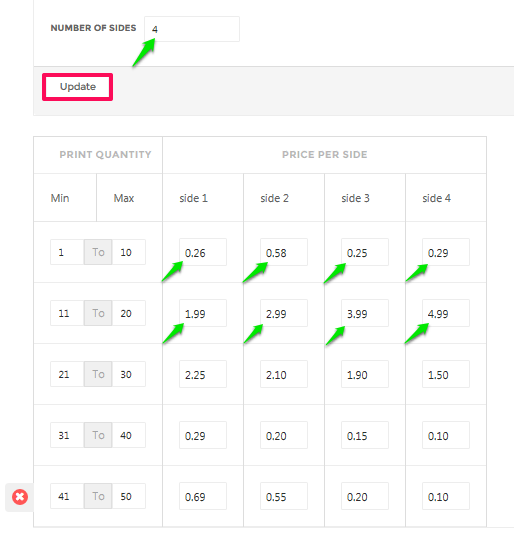 NUMBER OF SIDES 4
Update
PRINT QUANTITY PRICE PER SIDE
Min Max side 1 side 2 side 3 side 4
1 To 10 0.26 0.58 0.25 0.29
11 To 20 1.99 2.99 3.99 4.99
21 To 30 2.25 2.10 1.90 1.50
31 To 40 0.29 0.20 0.15 0.10
41 To 50 0.69 0.55 0.20 0.10